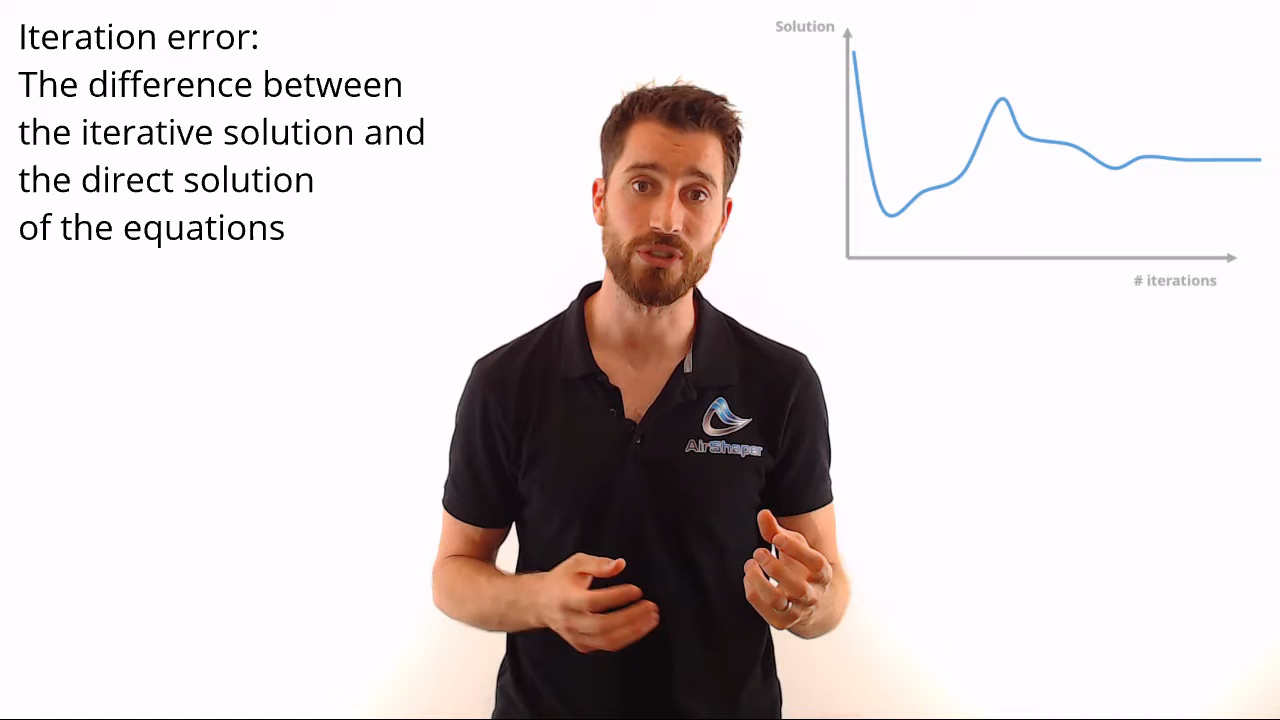 Iteration error:
The difference between
the iterative solution and
the direct solution
of the equations
Solution
# iterations
AirShaper